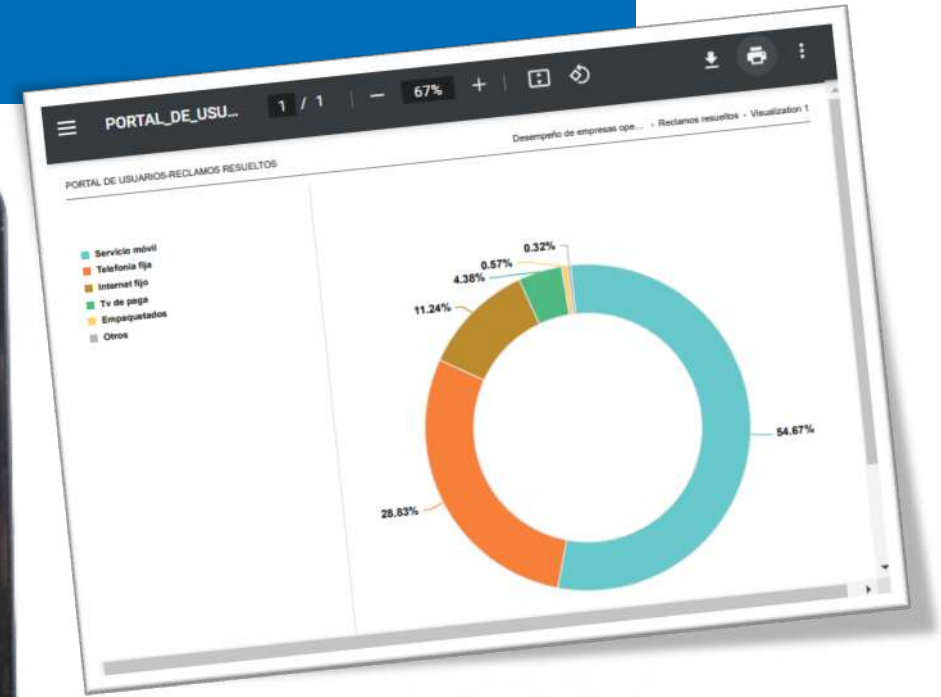 PORTAL_DE_USU... 1 / 1 67%
Desempeño de empresas ope... - Reclamos resueltos - Visualization 1
PORTAL DE USUARIOS-RECLAMOS RESUELTOS
Servicio móvil
Telefonía fija
Internet fijo
Tv de paga
Empaquetados
Otros
0.32%
0.57%
4.38%
11.24%
54.67%
28.83%